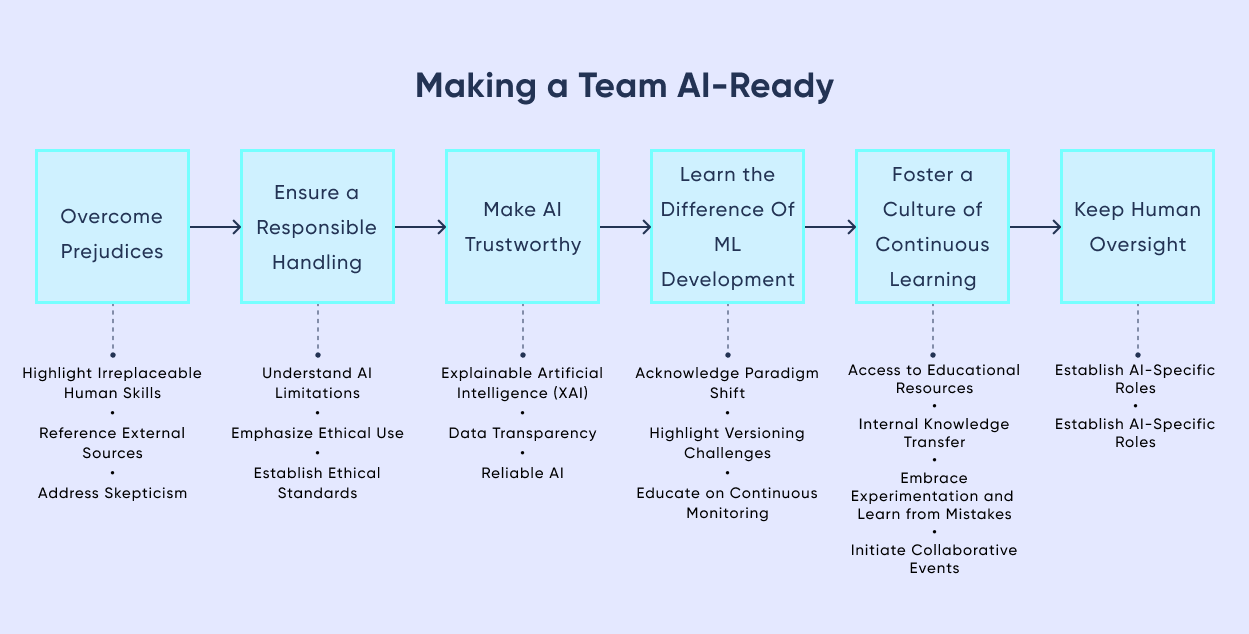 Making a Team AI-Ready
Overcome
Prejudices
Ensure a
Responsible
Handling
Make AI
Trustworthy
Learn the
Difference Of
ML
Development
Foster a
Culture of
Continuous
Learning
Keep Human
Oversight
Highlight Irreplaceable
Human Skills
•
Reference External
Sources
•
Address Skepticism
Understand AI
Limitations
•
Emphasize Ethical Use
•
Establish Ethical
Standards
Explainable Artificial
Intelligence (XAI)
•
Data Transparency
•
Reliable AI
Acknowledge Paradigm
Shift
•
Highlight Versioning
Challenges
•
Educate on Continuous
Monitoring
Access to Educational
Resources
•
Internal Knowledge
Transfer
•
Embrace
Experimentation and
Learn from Mistakes
•
Initiate Collaborative
Events
Establish AI-Specific
Roles
•
Establish AI-Specific
Roles